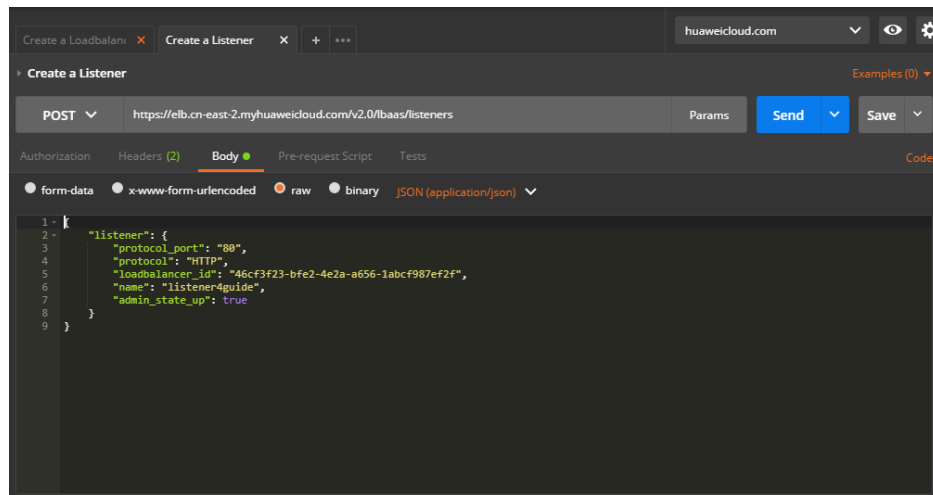 Create a Loadbalanc × Create a Listener × + ••• huaweicloud.com
Create a Listener Examples (0)
POST https://elb.cn-east-2.myhuaweicloud.com/v2.0/lbaas/listeners Params Send Save
Authorization Headers (2) Body Pre-request Script Tests Code
form-data x-www-form-urlencoded raw binary JSON (application/json)
1 {
2 "listener": {
3 "protocol_port": "80",
4 "protocol": "HTTP",
5 "loadbalancer_id": "46cf3f23-bfe2-4e2a-a656-1abcf987ef2f",
6 "name": "listener4guide",
7 "admin_state_up": true
8 }
9 }